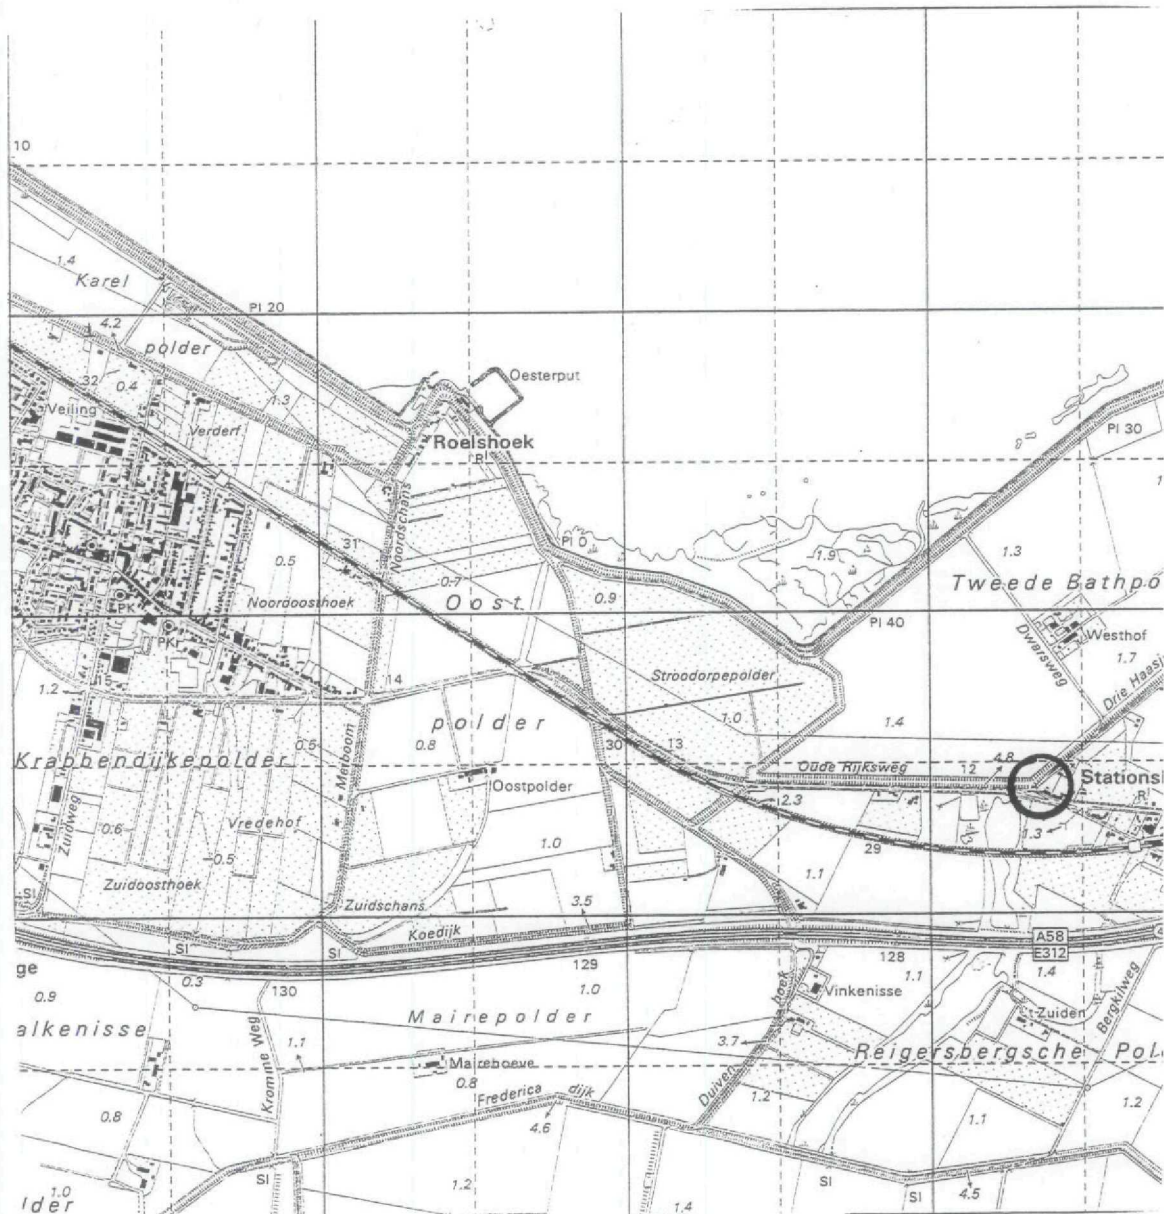 10
1.4
Karel
PI 20
4.2
polder
32
0.4
1.3
Oesterput
Veiling
Verderf
Roelshoek
R
PI 30
Noordschans
PI 0
31
0.5
0.7
1.9
1.3
Noordoosthoek
Oost
0.9
Tweede Bathpo
PK
PI 40
Westhof
PK
Dwarsweg
1.7
1.2
14
Stroodorpepolder
Drie Haasj
1.0
1.4
polder
0.5
0.8
30
13
Krabbendijkepolder
Metboom
Oude Rijksweg
12
4.8
Stationsb
Oostpolder
2.3
R
Zuidweg
0.6
Vredehof
1.3
0.5
1.0
29
1.1
Zuidoosthoek
SI
Zuidschans
3.5
Koedijk
SI
SI
A58
E312
ge
129
128
1.1
1.4
0.3
130
1.0
Vinkenisse
0.9
Zuiden
Bergkilweg
alkenisse
Mairepolder
hoek
Kromme Weg
1.1
3.7
Reigersbergsche Pol
Mairehoeve
0.8
Duiven
Frederica dijk
1.2
1.2
0.8
1.1
4.6
SI
1.2
SI
1.0
SI
4.5
lder
1.4